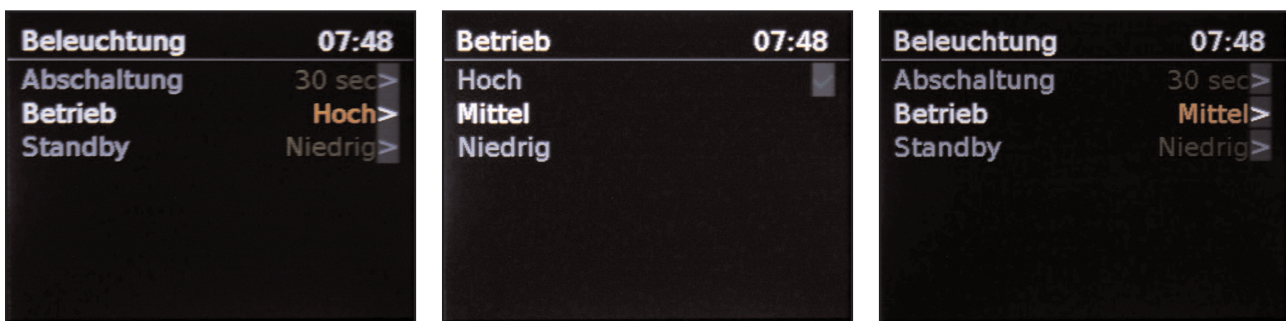 Beleuchtung 07:48
Abschaltung 30 sec>
Betrieb Hoch>
Standby Niedrig>
Betrieb 07:48
Hoch
Mittel
Niedrig
Beleuchtung 07:48
Abschaltung 30 sec>
Betrieb Mittel>
Standby Niedrig>